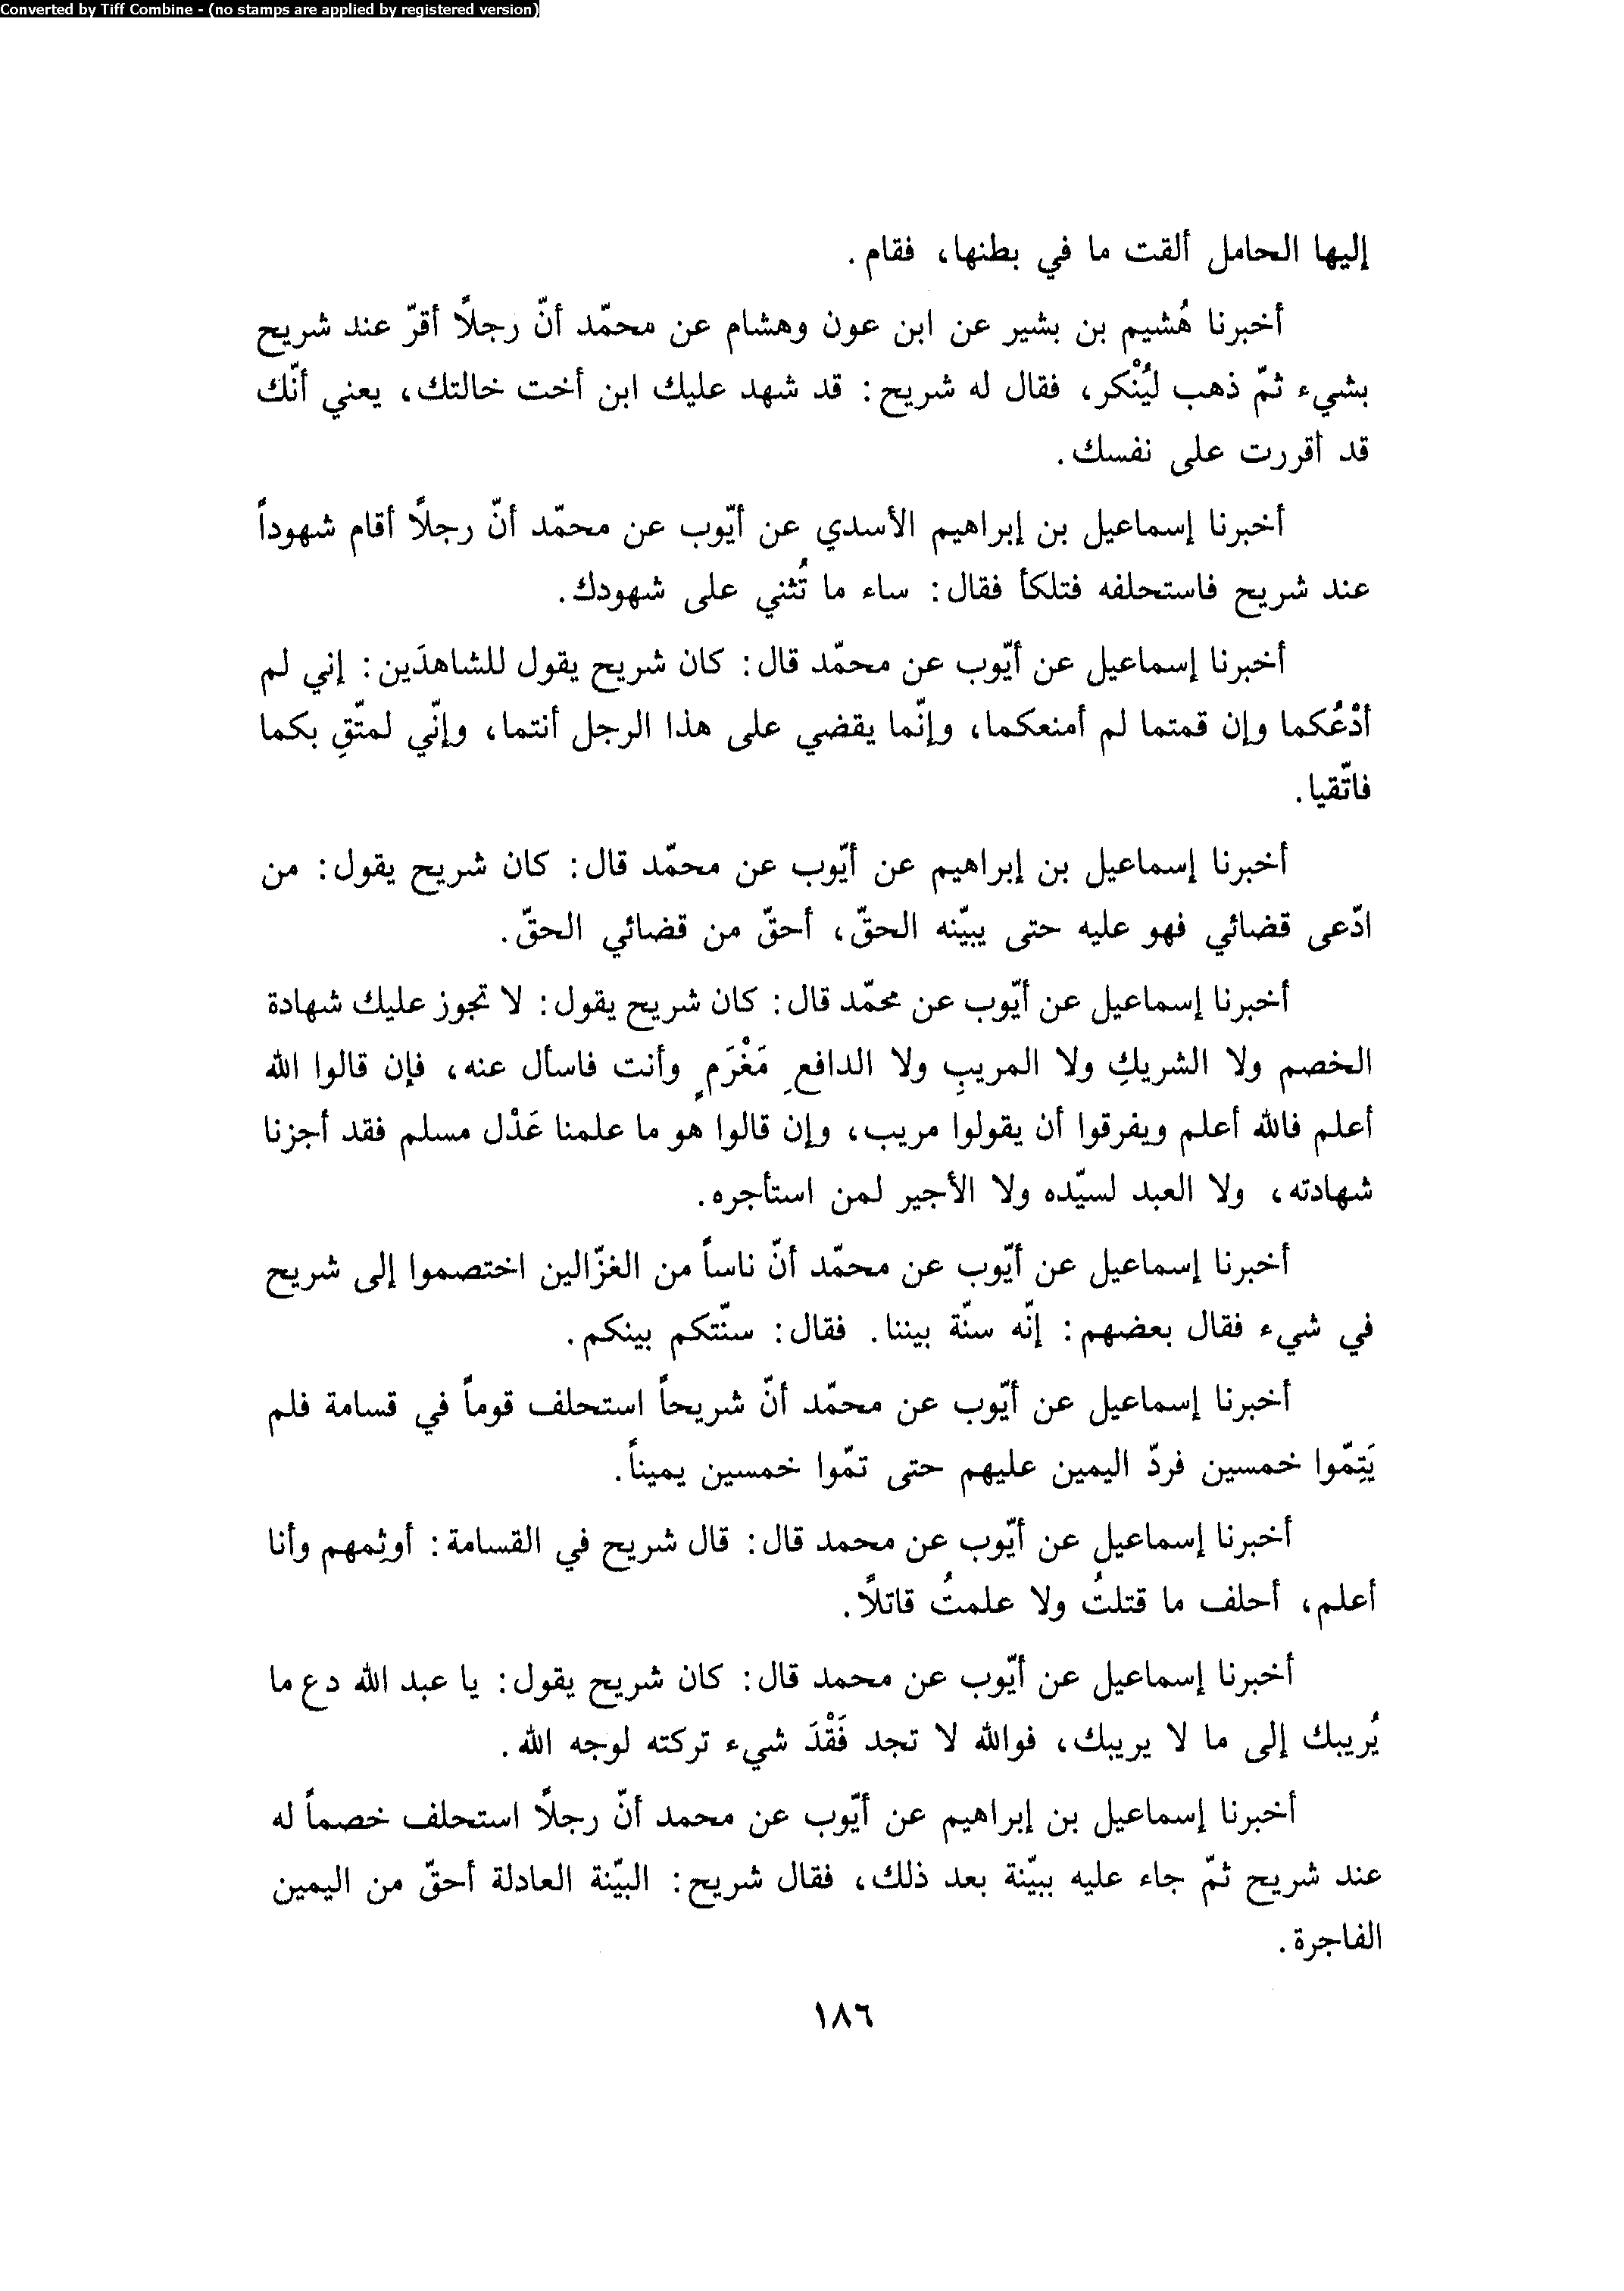 Converted by Tiff Combine - (no stamps are applied by registered version)
إليها الحامل ألقت ما في بطنها، فقام.
أخبرنا هُشيم بن بشير عن ابن عون وهشام عن محمّد أنّ رجلاً أقرّ عند شريح
بشيء ثمّ ذهب ليُنْكر، فقال له شريح: قد شهد عليك ابن أخت خالتك، يعني أنّك
قد أقررت على نفسك.
أخبرنا إسماعيل بن إبراهيم الأسدي عن أيّوب عن محمّد أنّ رجلاً أقام شهوداً
عند شريح فاستحلفه فتلكأ فقال: ساء ما تُثني على شهودك.
أخبرنا إسماعيل عن أيّوب عن محمّد قال: كان شريح يقول للشاهدَين: إني لم
أدْعُكما وإن قمتما لم أمنعكما، وإنّما يقضي على هذا الرجل أنتما، وإنّي لمتّقٍ بكما
فاتّقيا.
أخبرنا إسماعيل بن إبراهيم عن أيّوب عن محمّد قال: كان شريح يقول: من
ادّعى قضائي فهو عليه حتى يبيّنه الحقّ، أحقّ من قضائي الحقّ.
أخبرنا إسماعيل عن أيّوب عن محمّد قال: كان شريح يقول: لا تجوز عليك شهادة
الخصم ولا الشريكِ ولا المريبِ ولا الدافعِ مَغْرَمٍ وأنت فاسأل عنه، فإن قالوا الله
أعلم فالله أعلم ويفرقوا أن يقولوا مريب، وإن قالوا هو ما علمنا عَدْل مسلم فقد أجزنا
شهادته، ولا العبد لسيّده ولا الأجير لمن استأجره.
أخبرنا إسماعيل عن أيّوب عن محمّد أنّ ناساً من الغزّالين اختصموا إلى شريح
في شيء فقال بعضهم: إنّه سنّة بيننا. فقال: سنّتكم بينكم.
أخبرنا إسماعيل عن أيّوب عن محمّد أنّ شريحاً استحلف قوماً في قسامة فلم
يَتِمّوا خمسين فردّ اليمين عليهم حتى تمّوا خمسين يميناً.
أخبرنا إسماعيل عن أيّوب عن محمد قال: قال شريح في القسامة: أوثِمهم وأنا
أعلم، أحلف ما قتلتُ ولا علمتُ قاتلاً.
أخبرنا إسماعيل عن أيّوب عن محمد قال: كان شريح يقول: يا عبد الله دع ما
يُريبك إلى ما لا يريبك، فوالله لا تجد فَقْدَ شيء تركته لوجه الله.
أخبرنا إسماعيل بن إبراهيم عن أيّوب عن محمد أنّ رجلاً استحلف خصماً له
عند شريح ثمّ جاء عليه ببيّنة بعد ذلك، فقال شريح: البيّنة العادلة أحقّ من اليمين
الفاجرة.
١٨٦